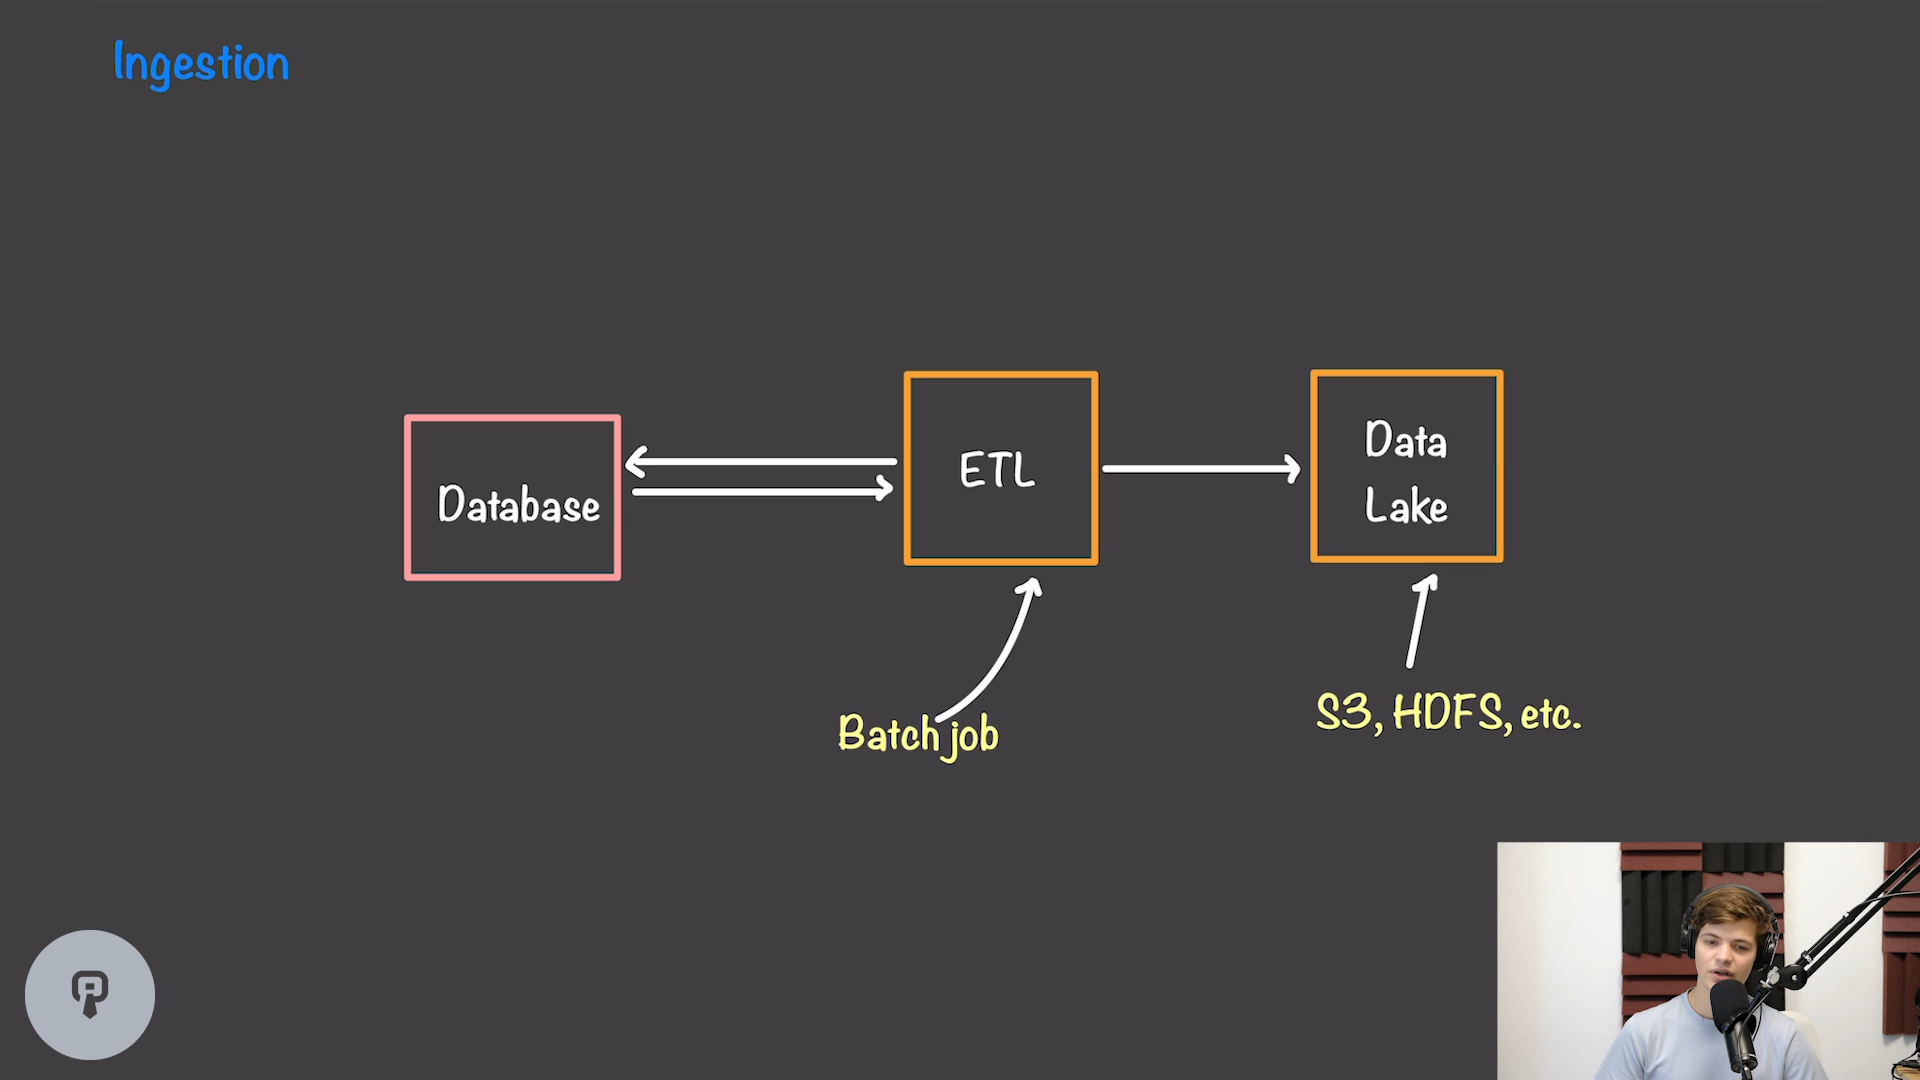 Ingestion
Database
ETL
Data
Lake
Batch job
S3, HDFS, etc.